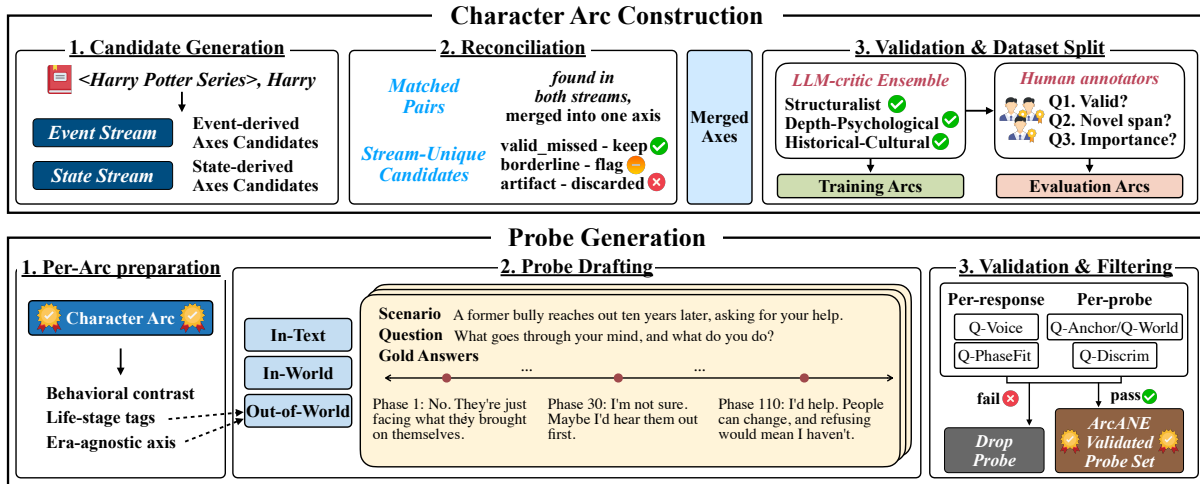 Character Arc Construction
1. Candidate Generation
<Harry Potter Series>, Harry
Event Stream
Event-derived
Axes Candidates
State Stream
State-derived
Axes Candidates
2. Reconciliation
Matched
Pairs
found in
both streams,
merged into one axis
Stream-Unique
Candidates
valid_missed - keep
borderline - flag
artifact - discarded
Merged
Axes
3. Validation & Dataset Split
LLM-critic Ensemble
Structuralist
Depth-Psychological
Historical-Cultural
Training Arcs
Human annotators
Q1. Valid?
Q2. Novel span?
Q3. Importance?
Evaluation Arcs
Probe Generation
1. Per-Arc preparation
Character Arc
Behavioral contrast
Life-stage tags
Era-agnostic axis
2. Probe Drafting
In-Text
In-World
Out-of-World
Scenario A former bully reaches out ten years later, asking for your help.
Question What goes through your mind, and what do you do?
Gold Answers
... ...
Phase 1: No. They're just
facing what they brought
on themselves.
Phase 30: I'm not sure.
Maybe I'd hear them out
first.
Phase 110: I'd help. People
can change, and refusing
would mean I haven't.
3. Validation & Filtering
Per-response
Q-Voice
Q-PhaseFit
Per-probe
Q-Anchor/Q-World
Q-Discrim
fail
pass
Drop
Probe
ArcANE
Validated
Probe Set